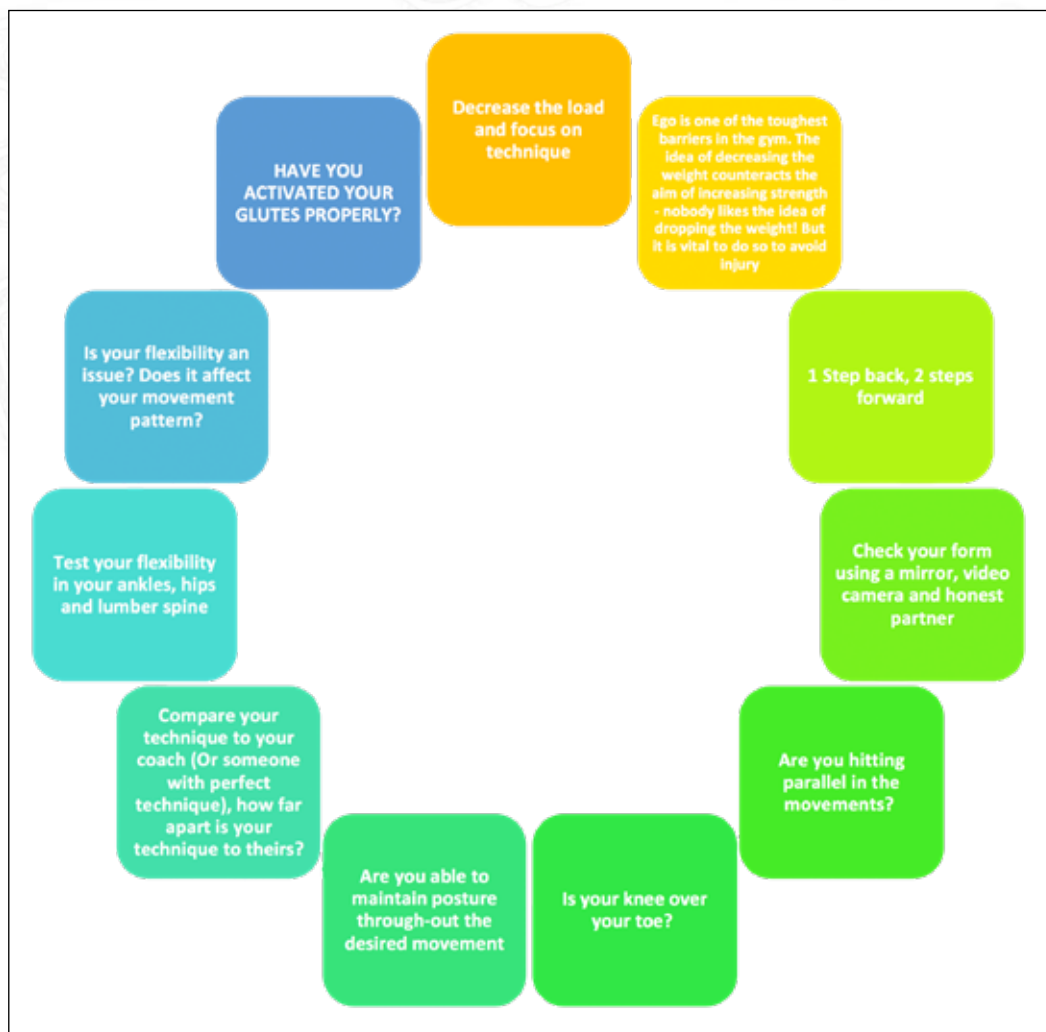 Decrease the load
and focus on
technique
Ego is one of the toughest
barriers in the gym. The
idea of decreasing the
weight counteracts the
aim of increasing strength
- nobody likes the idea of
dropping the weight! But
it is vital to do so to avoid
injury
1 Step back, 2 steps
forward
Check your form
using a mirror, video
camera and honest
partner
Are you hitting
parallel in the
movements?
Is your knee over
your toe?
Are you able to
maintain posture
through-out the
desired movement
Compare your
technique to your
coach (Or someone
with perfect
technique), how far
apart is your
technique to theirs?
Test your flexibility
in your ankles, hips
and lumber spine
Is your flexibility an
issue? Does it affect
your movement
pattern?
HAVE YOU
ACTIVATED YOUR
GLUTES PROPERLY?